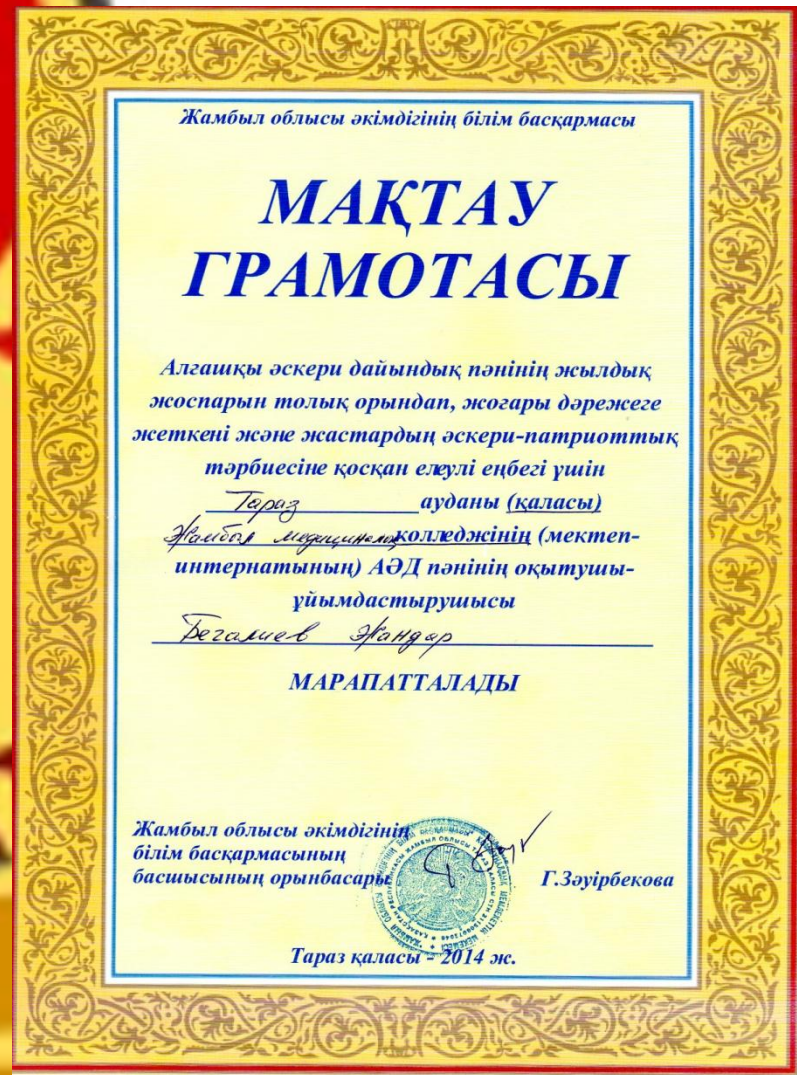 Жамбыл облысы әкімдігінің білім басқармасы
МАҚТАУ
ГРАМОТАСЫ
Алғашқы әскери дайындық пәнінің жылдық
жоспарын толық орындап, жоғары дәрежеге
жеткені және жастардың әскери-патриоттық
тәрбиесіне қосқан елеулі еңбегі үшін
Тараз ауданы (қаласы)
Жамбыл медициналық колледжінің (мектеп-
интернатының) АӘД пәнінің оқытушы-
ұйымдастырушысы
Бегалиев Жандар
МАРАПАТТАЛАДЫ
Жамбыл облысы әкімдігінің
білім басқармасының
басшысының орынбасары Г.Зәуірбекова
Тараз қаласы - 2014 ж.